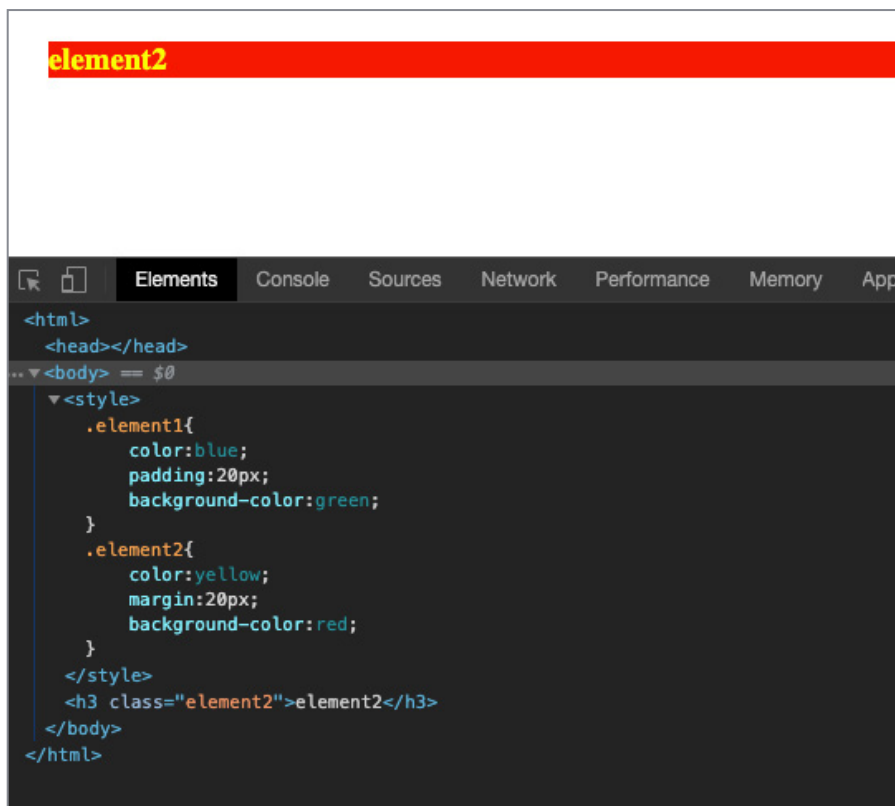 element2
Elements Console Sources Network Performance Memory App
<html>
<head></head>
... ▼<body> == $0
▼<style>
.element1{
color:blue;
padding:20px;
background-color:green;
}
.element2{
color:yellow;
margin:20px;
background-color:red;
}
</style>
<h3 class="element2">element2</h3>
</body>
</html>